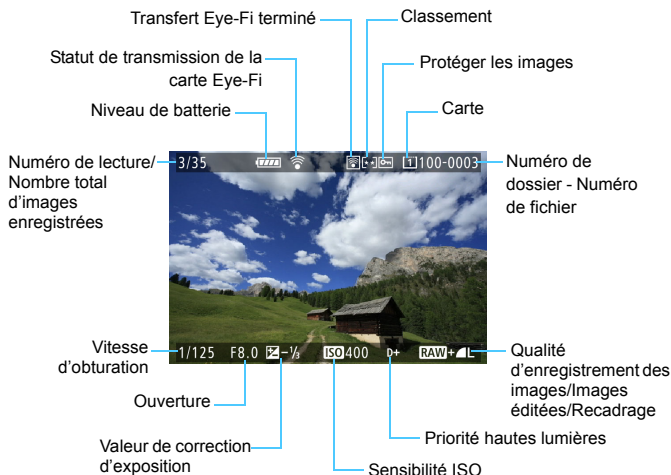 Transfert Eye-Fi terminé
Classement
Statut de transmission de la
carte Eye-Fi
Protéger les images
Niveau de batterie
Carte
Numéro de lecture/
Nombre total
d'images
enregistrées
3/35
1 100-0003
Numéro de
dossier - Numéro
de fichier
Vitesse
d'obturation
1/125 F8.0 -1/3 ISO400 D+ RAW+L
Qualité
d'enregistrement des
images/Images
éditées/Recadrage
Ouverture
Priorité hautes lumières
Valeur de correction
d'exposition
Sensibilité ISO